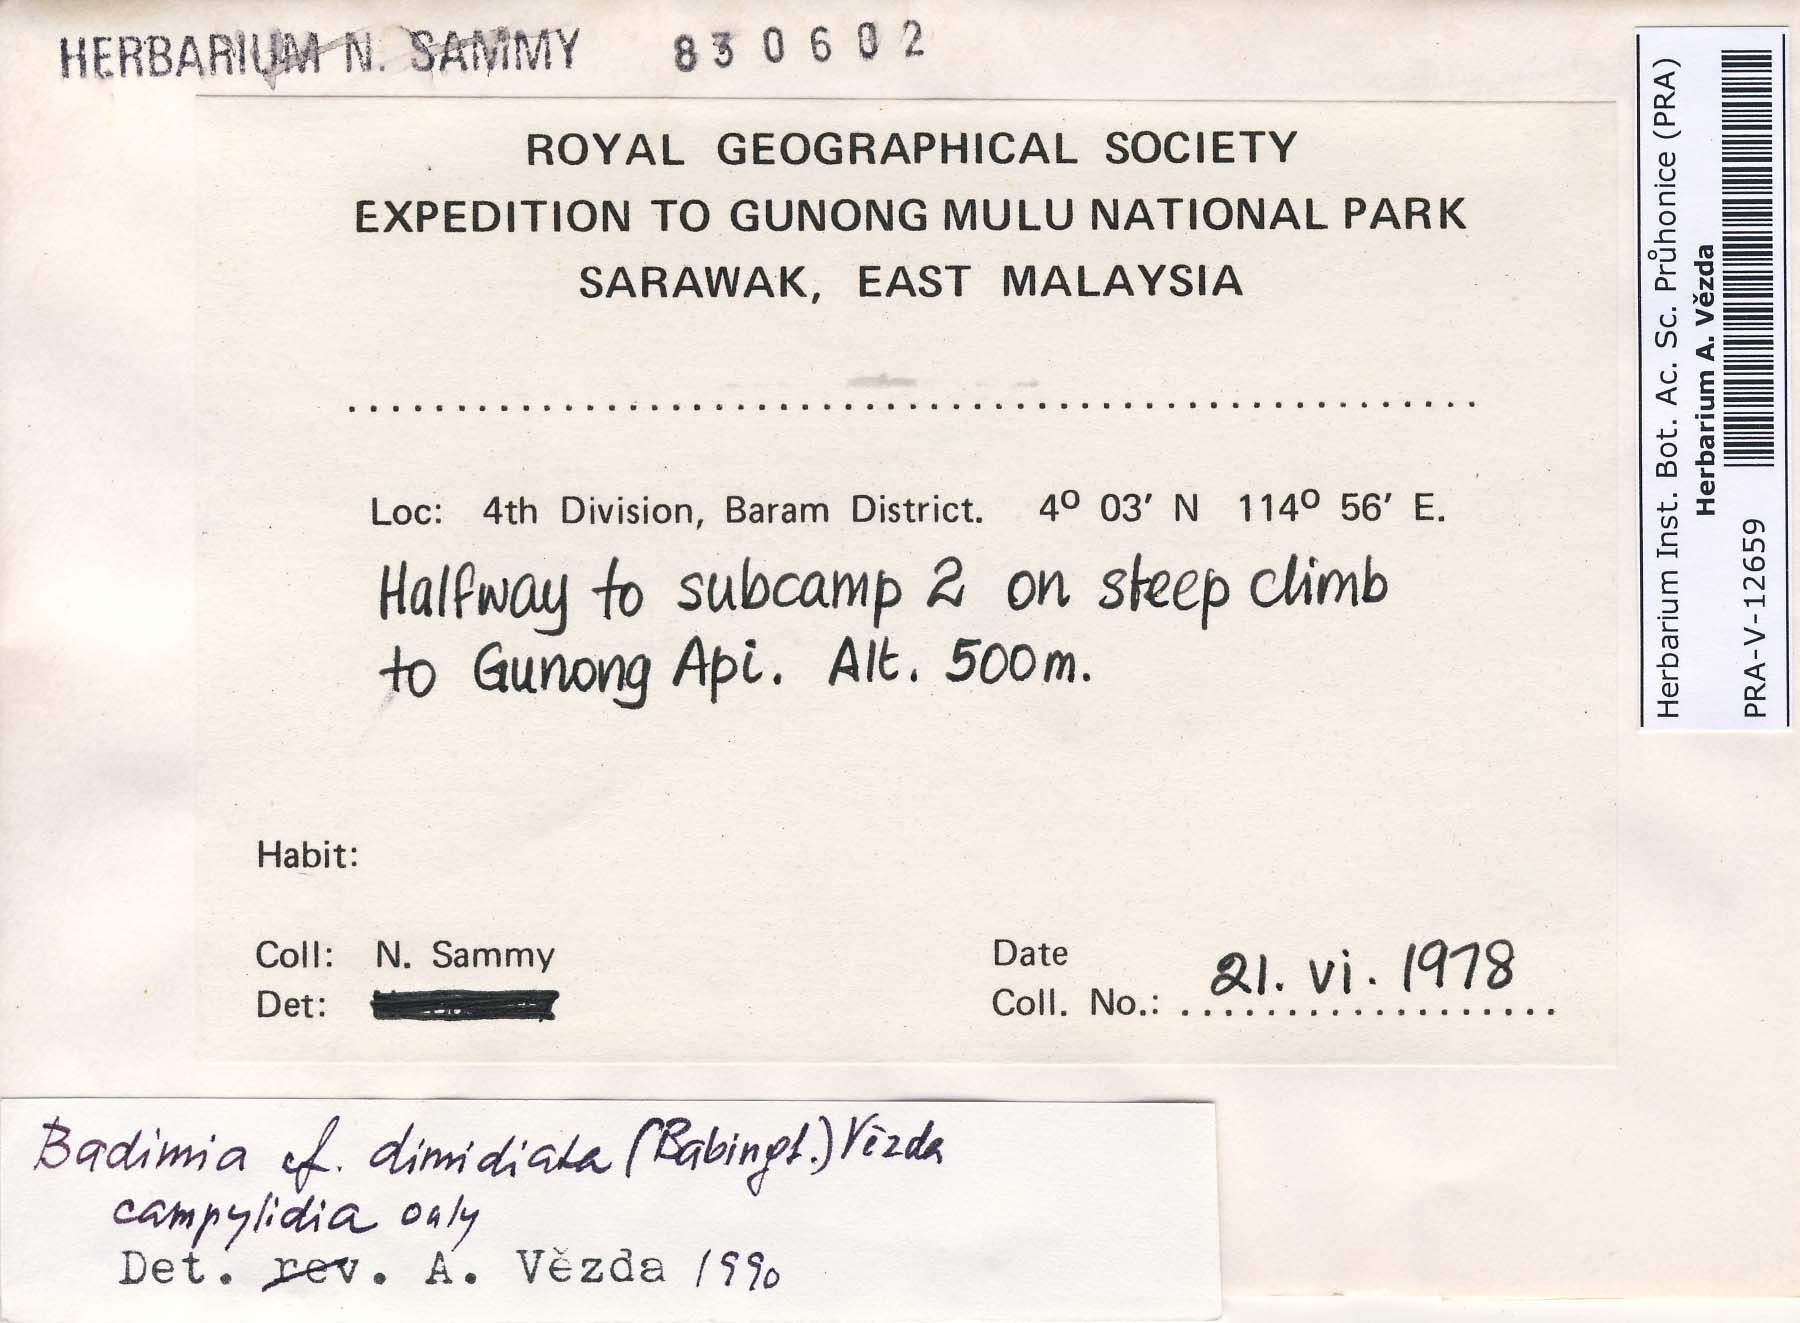 HERBARIUM N. SAMMY 830602
ROYAL GEOGRAPHICAL SOCIETY
EXPEDITION TO GUNONG MULU NATIONAL PARK
SARAWAK, EAST MALAYSIA
Loc: 4th Division, Baram District. 4º 03' N 114º 56' E.
Halfway to subcamp 2 on steep climb
to Gunong Api. Alt. 500m.
Habit:
Coll: N. Sammy
Det:
Date
Coll. No.: 21. vi. 1978
Badimia cf. dimidiata (Babingt.) Vězda
campylidia only
Det. rev. A. Vězda 1990
Herbarium Inst. Bot. Ac. Sc. Průhonice (PRA)
Herbarium A. Vězda
PRA-V-12659